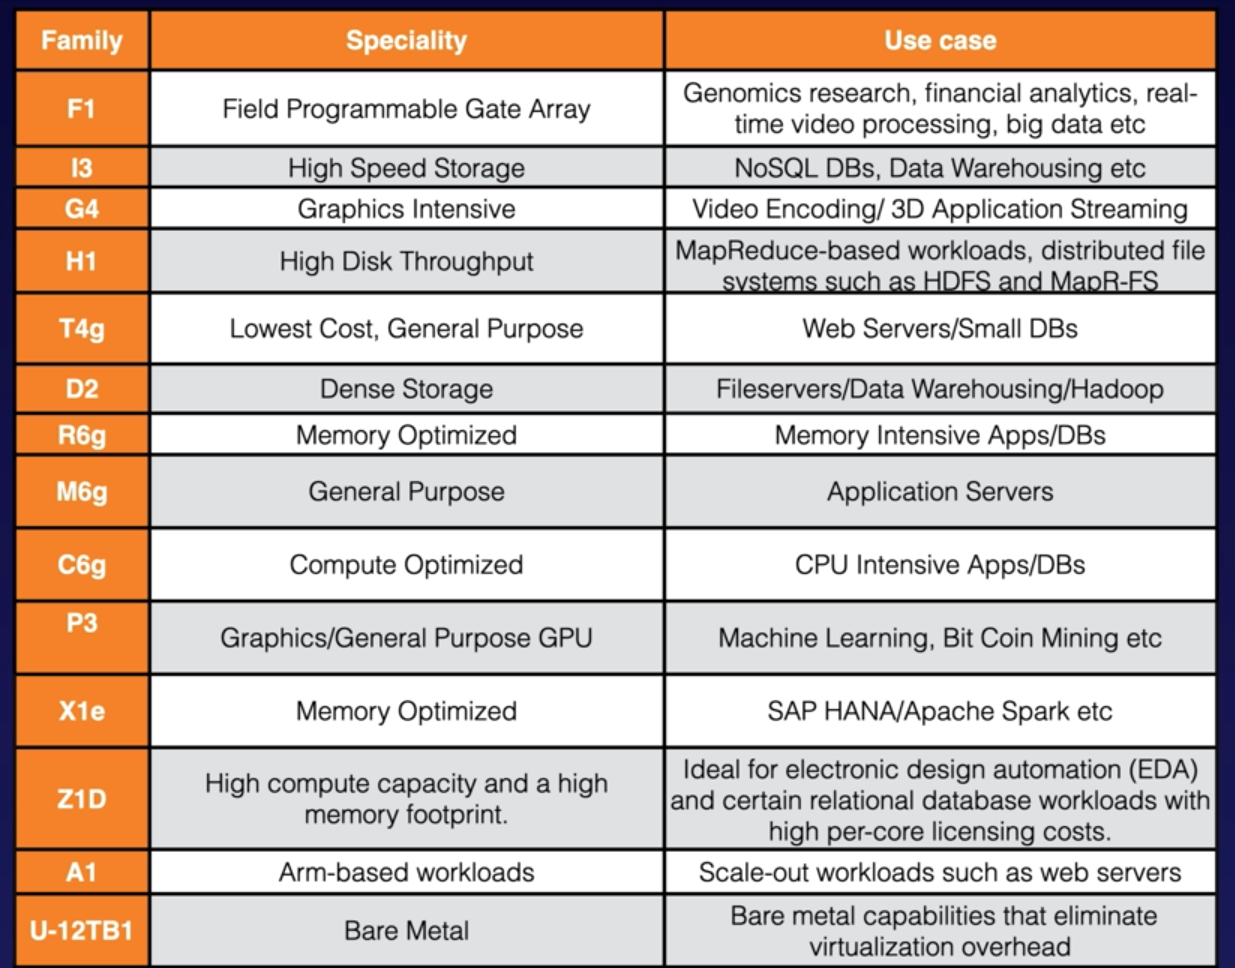 Family Speciality Use case
F1 Field Programmable Gate Array Genomics research, financial analytics, real-
time video processing, big data etc
I3 High Speed Storage NoSQL DBs, Data Warehousing etc
G4 Graphics Intensive Video Encoding/ 3D Application Streaming
H1 High Disk Throughput MapReduce-based workloads, distributed file
systems such as HDFS and MapR-FS
T4g Lowest Cost, General Purpose Web Servers/Small DBs
D2 Dense Storage Fileservers/Data Warehousing/Hadoop
R6g Memory Optimized Memory Intensive Apps/DBs
M6g General Purpose Application Servers
C6g Compute Optimized CPU Intensive Apps/DBs
P3 Graphics/General Purpose GPU Machine Learning, Bit Coin Mining etc
X1e Memory Optimized SAP HANA/Apache Spark etc
Z1D High compute capacity and a high
memory footprint. Ideal for electronic design automation (EDA)
and certain relational database workloads with
high per-core licensing costs.
A1 Arm-based workloads Scale-out workloads such as web servers
U-12TB1 Bare Metal Bare metal capabilities that eliminate
virtualization overhead